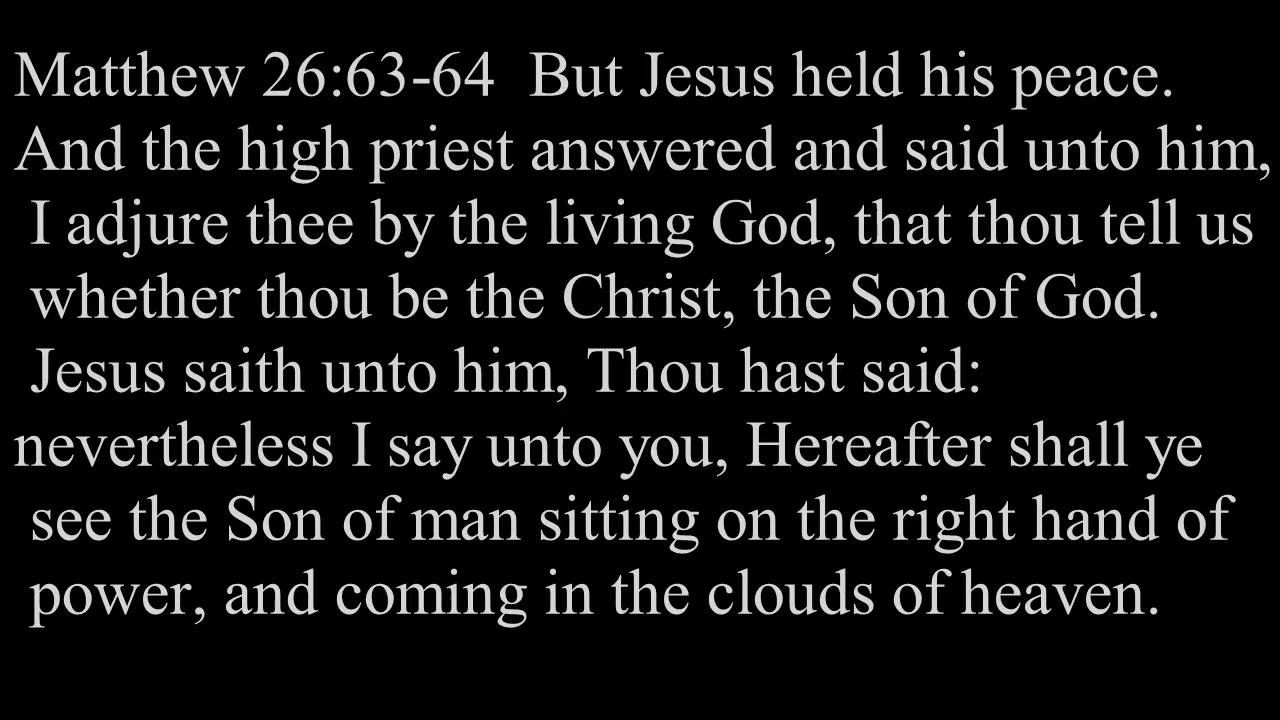 Matthew 26:63-64  But Jesus held his peace.
And the high priest answered and said unto him,
I adjure thee by the living God, that thou tell us
whether thou be the Christ, the Son of God.
Jesus saith unto him, Thou hast said:
nevertheless I say unto you, Hereafter shall ye
see the Son of man sitting on the right hand of
power, and coming in the clouds of heaven.